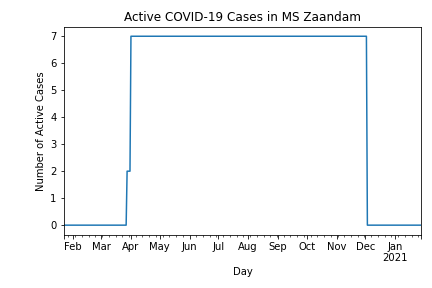 Active COVID-19 Cases in MS Zaandam
Number of Active Cases
7
6
5
4
3
2
1
0
Feb Mar Apr May Jun Jul Aug Sep Oct Nov Dec Jan
2021
Day